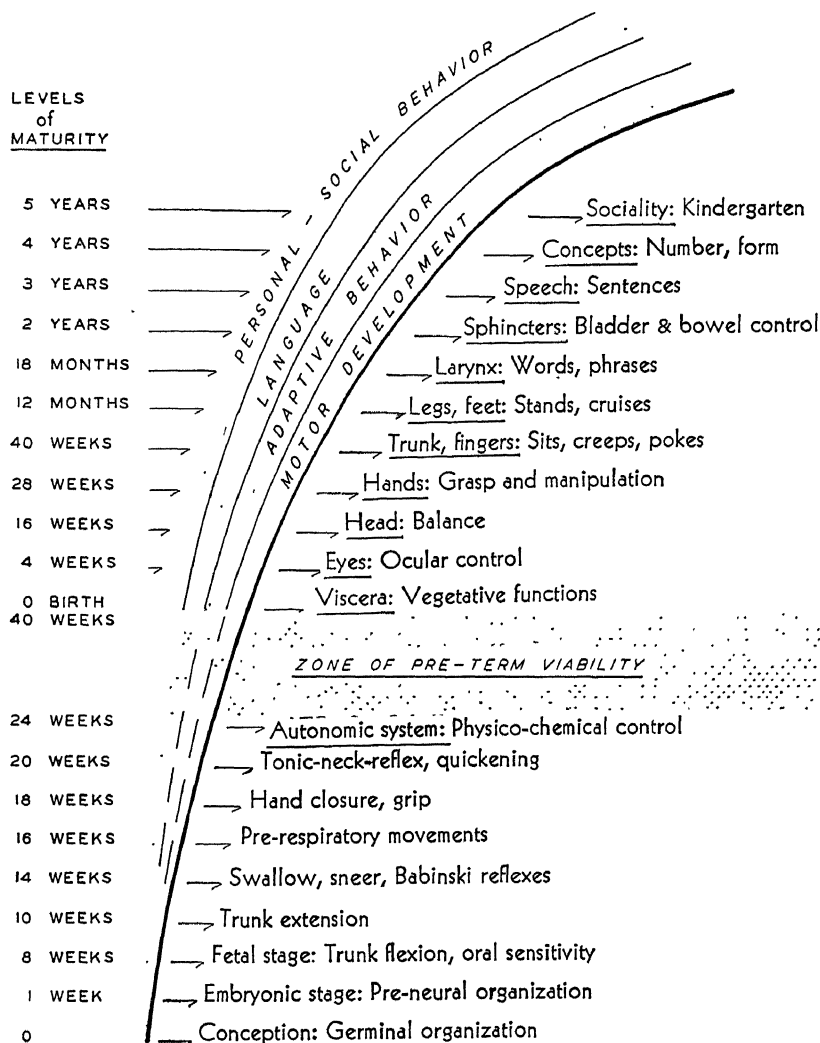 LEVELS
of
MATURITY
PERSONAL - SOCIAL BEHAVIOR
LANGUAGE
ADAPTIVE BEHAVIOR
MOTOR DEVELOPMENT
5 YEARS Sociality: Kindergarten
4 YEARS Concepts: Number, form
3 YEARS Speech: Sentences
2 YEARS Sphincters: Bladder & bowel control
18 MONTHS Larynx: Words, phrases
12 MONTHS Legs, feet: Stands, cruises
40 WEEKS Trunk, fingers: Sits, creeps, pokes
28 WEEKS Hands: Grasp and manipulation
16 WEEKS Head: Balance
4 WEEKS Eyes: Ocular control
0 BIRTH Viscera: Vegetative functions
40 WEEKS
ZONE OF PRE-TERM VIABILITY
24 WEEKS Autonomic system: Physico-chemical control
20 WEEKS Tonic-neck-reflex, quickening
18 WEEKS Hand closure, grip
16 WEEKS Pre-respiratory movements
14 WEEKS Swallow, sneer, Babinski reflexes
10 WEEKS Trunk extension
8 WEEKS Fetal stage: Trunk flexion, oral sensitivity
1 WEEK Embryonic stage: Pre-neural organization
0 Conception: Germinal organization